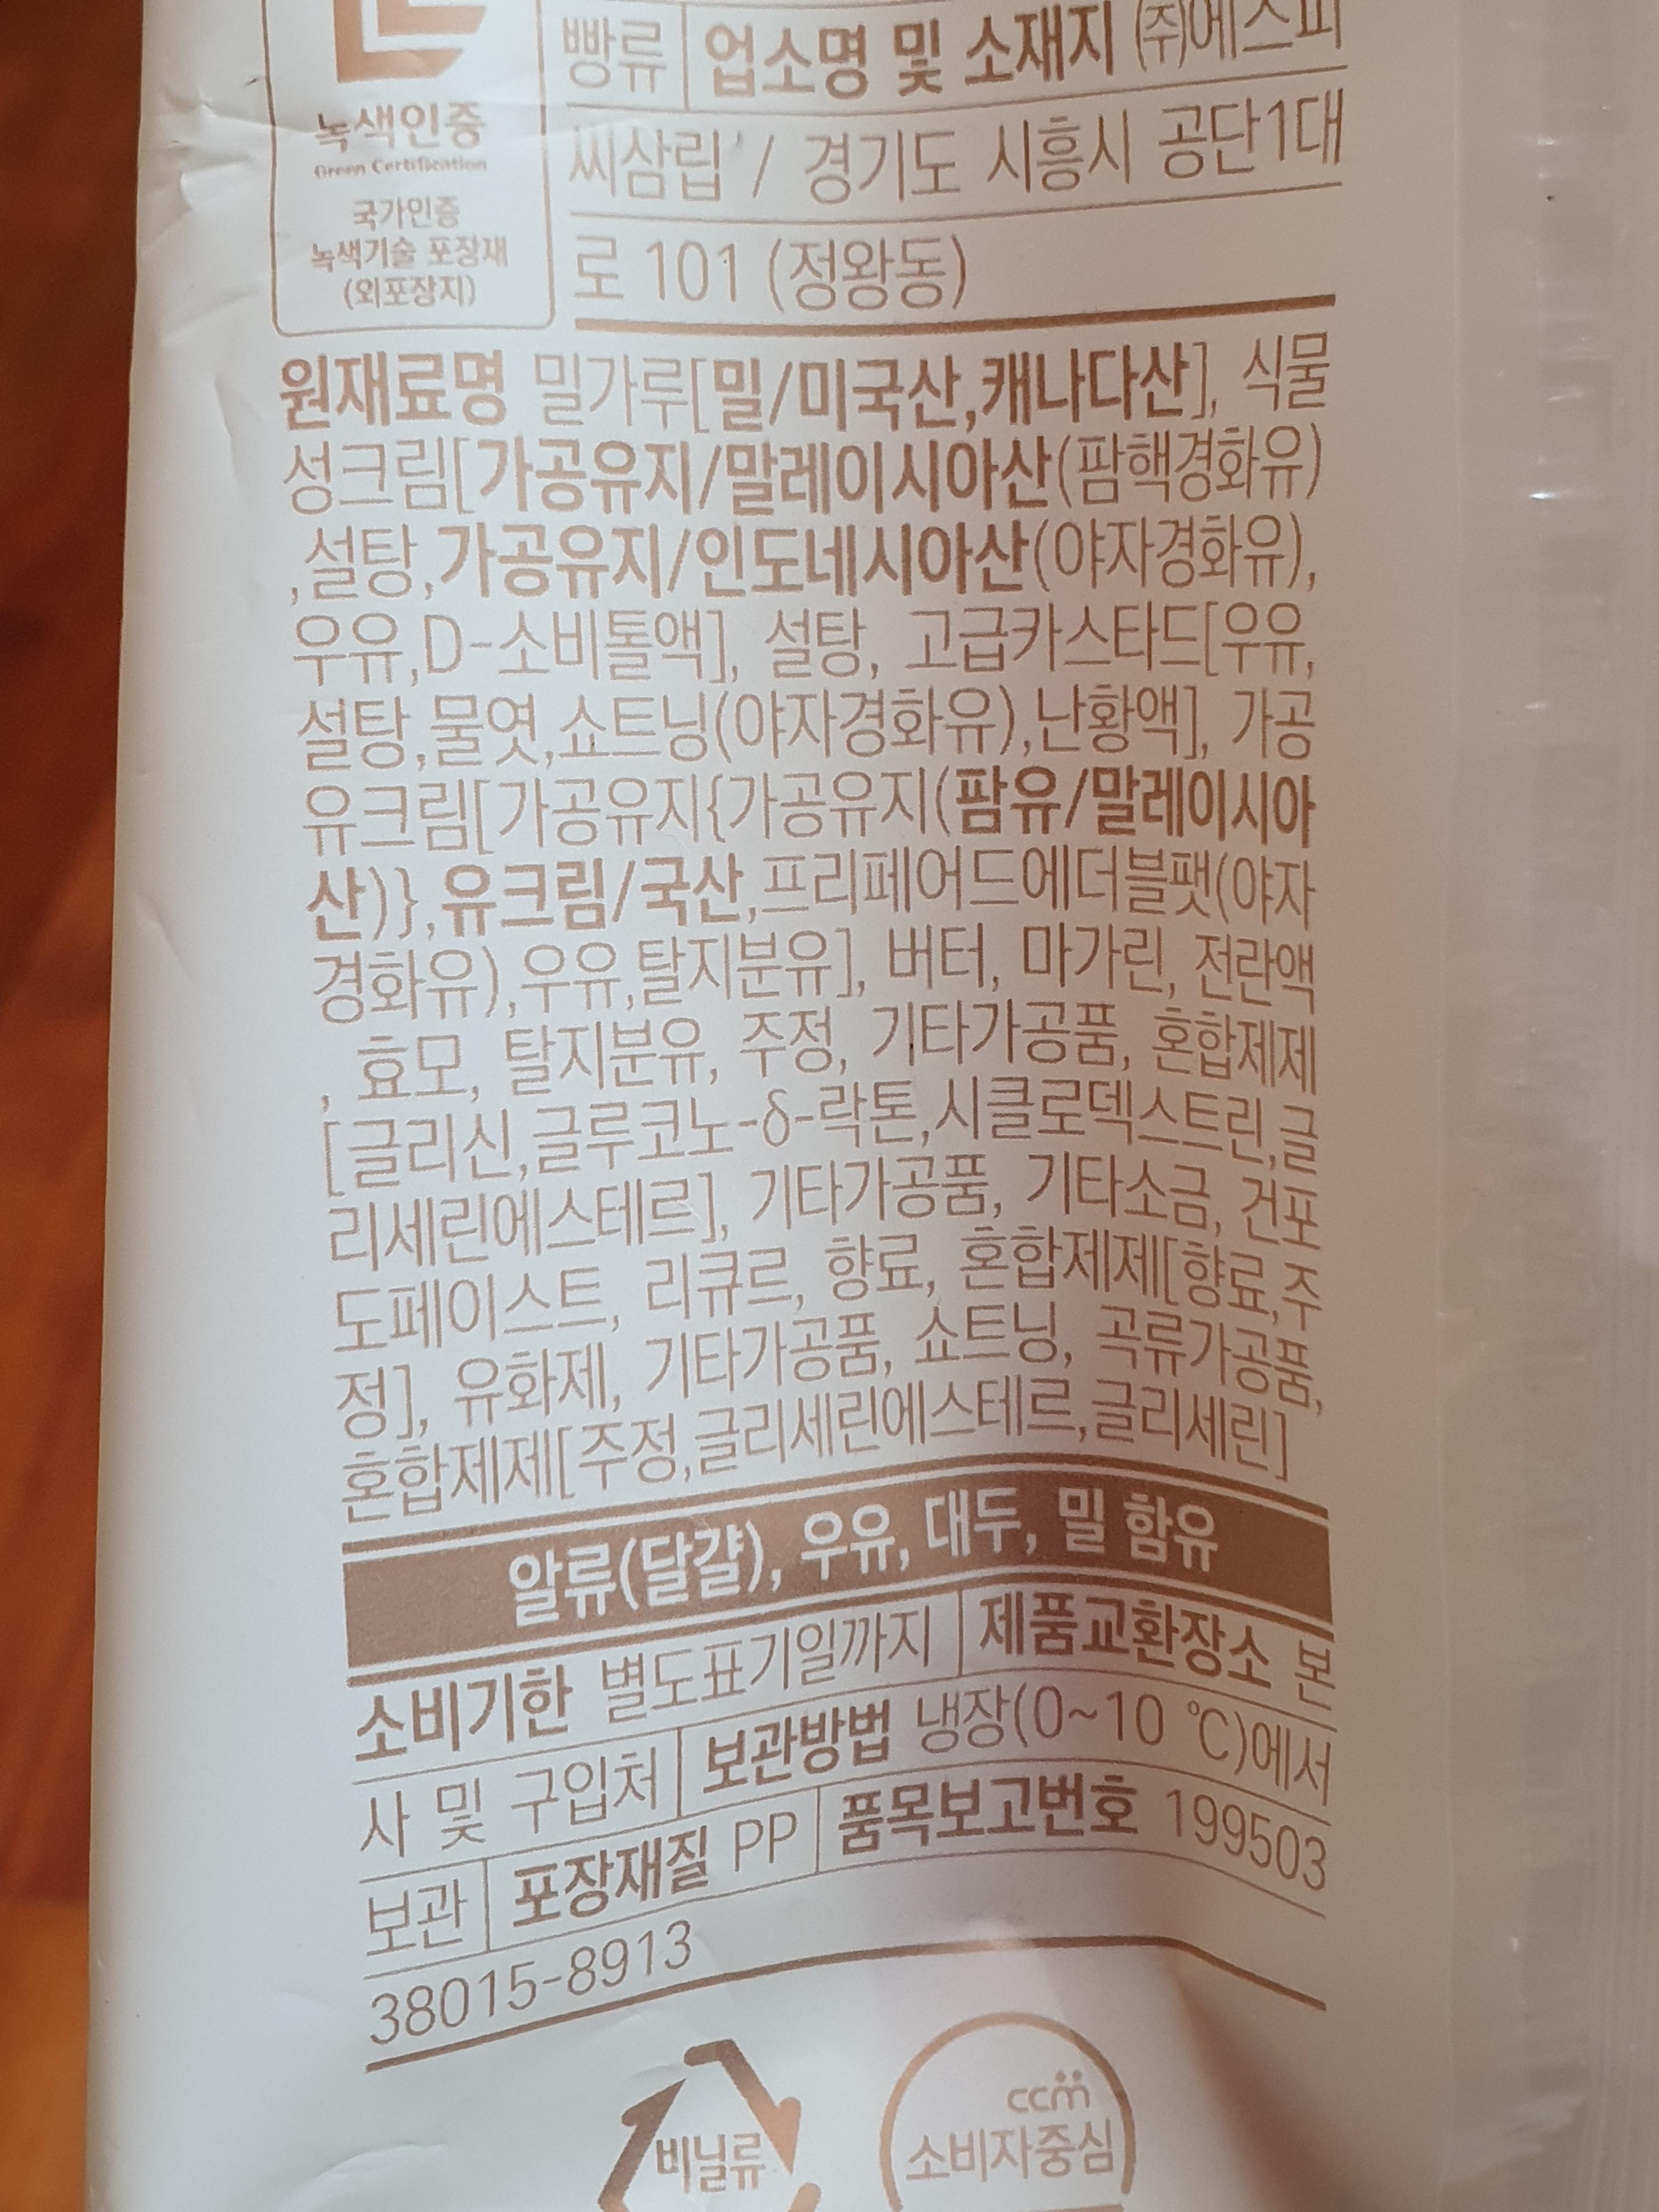 빵류 업소명 및 소재지 (주)에스피
씨삼립 / 경기도 시흥시 공단1대
로 101 (정왕동)
녹색인증
Green Certification
국가인증
녹색기술 포장재
(외포장지)
원재료명 밀가루[밀/미국산,캐나다산], 식물
성크림[가공유지/말레이시아산(팜핵경화유)
,설탕,가공유지/인도네시아산(야자경화유),
우유,D-소비톨액], 설탕, 고급카스타드[우유,
설탕,물엿,쇼트닝(야자경화유),난황액], 가공
유크림[가공유지{가공유지(팜유/말레이시아
산)},유크림/국산,프리페어드에더블팻(야자
경화유),우유,탈지분유], 버터, 마가린, 전란액
, 효모, 탈지분유, 주정, 기타가공품, 혼합제제
[글리신,글루코노-δ-락톤,시클로덱스트린,글
리세린에스테르], 기타가공품, 기타소금, 건포
도페이스트, 리큐르, 향료, 혼합제제[향료,주
정], 유화제, 기타가공품, 쇼트닝, 곡류가공품,
혼합제제[주정,글리세린에스테르,글리세린]
알류(달걀), 우유, 대두, 밀 함유
소비기한 별도표기일까지 제품교환장소 본
사 및 구입처 보관방법 냉장(0~10 ℃)에서
보관 포장재질 PP 품목보고번호 199503
38015-8913
비닐류
ccm
소비자중심